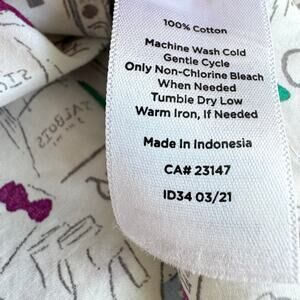 100% Cotton
Machine Wash Cold
Gentle Cycle
Only Non-Chlorine Bleach
When Needed
Tumble Dry Low
Warm Iron, If Needed
Made In Indonesia
CA# 23147
ID34 03/21
TALBOTS